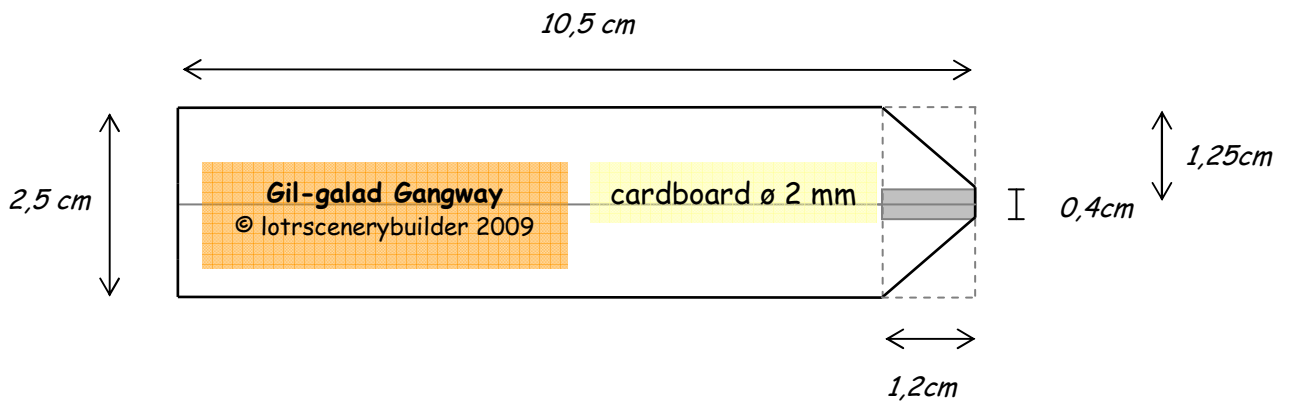 10,5 cm
1,25cm
2,5 cm
Gil-galad Gangway
© lotrscenerybuilder 2009
cardboard ø 2 mm
0,4cm
1,2cm